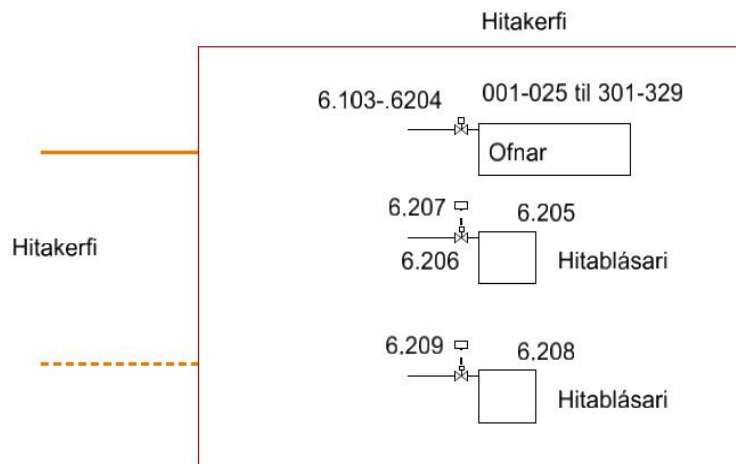 Hitakerfi
6.103-.6204
001-025 til 301-329
Ofnar
6.207
6.205
Hitakerfi
6.206
Hitablásari
6.209
6.208
Hitablásari